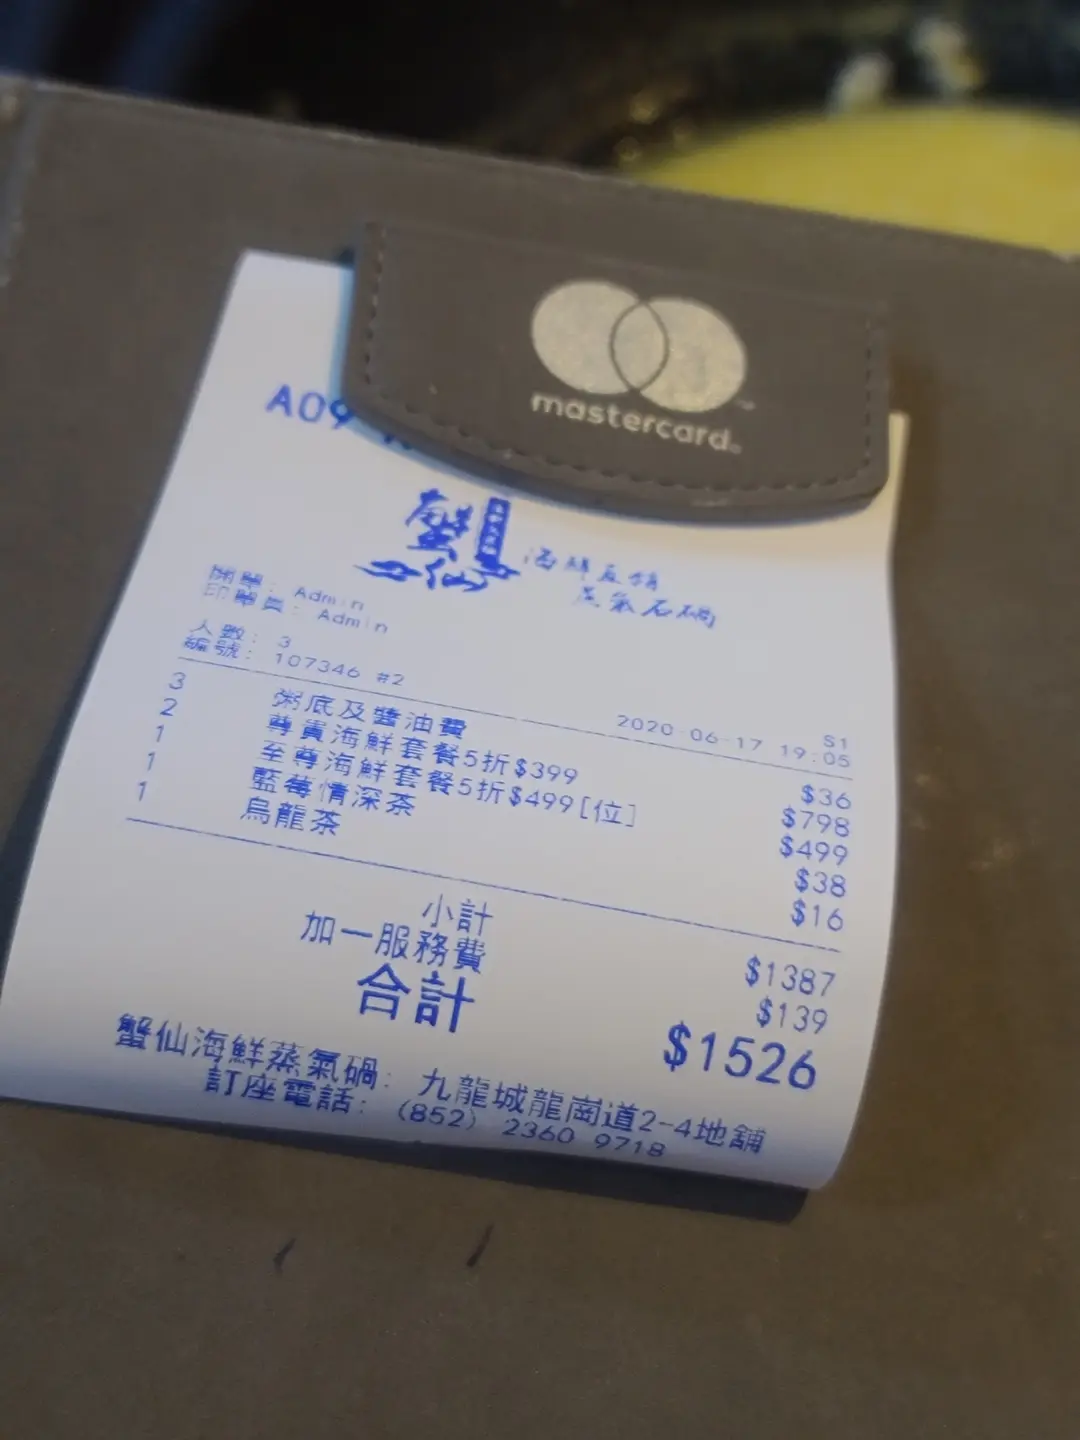 mastercard
A09
蟹仙
海鮮反斗
蒸氣石鍋
開單: Admin
印單員: Admin
人數: 3
編號: 107346 #2
S1
2020-06-17 19:05
3 粥底及醬油費 $36
2 尊貴海鮮套餐5折$399 $798
1 至尊海鮮套餐5折$499[位] $499
1 藍莓情深茶 $38
1 烏龍茶 $16
小計 $1387
加一服務費 $139
合計 $1526
蟹仙海鮮蒸氣鍋: 九龍城龍崗道2-4地舖
訂座電話: (852) 2360 9718